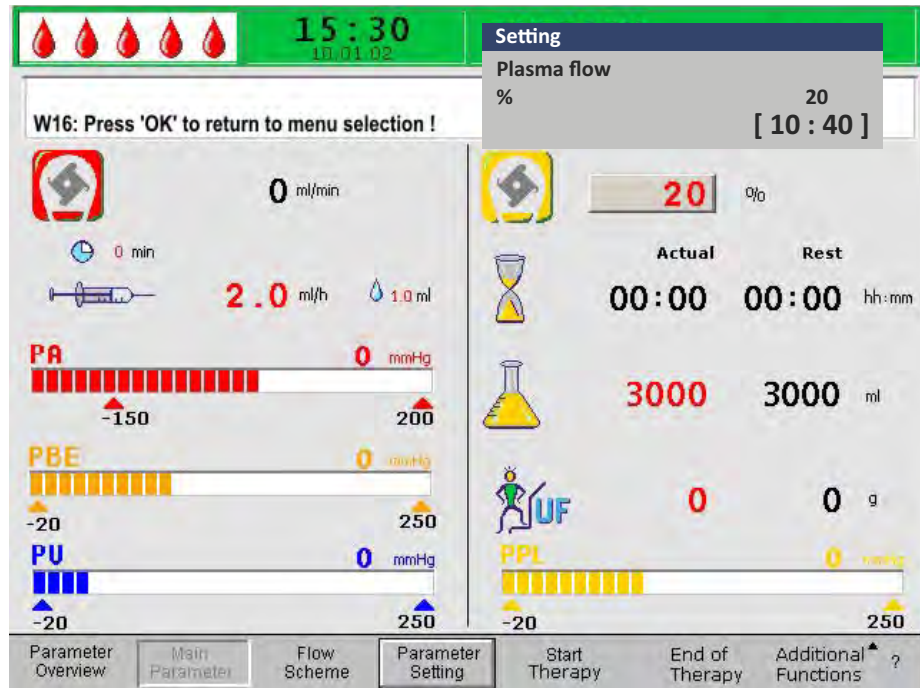 15:30
10.01.02
Setting
Plasma flow
% 20
[ 10 : 40 ]
W16: Press 'OK' to return to menu selection !
0 ml/min
0 min
2.0 ml/h 1.0 ml
PA 0 mmHg
-150 200
PBE 0 mmHg
-20 250
PV 0 mmHg
-20 250
20 %
Actual Rest
00:00 00:00 hh:mm
3000 3000 ml
UF 0 0 g
PPL 0 mmHg
-20 250
Parameter Overview
Main Parameter
Flow Scheme
Parameter Setting
Start Therapy
End of Therapy
Additional Functions
?